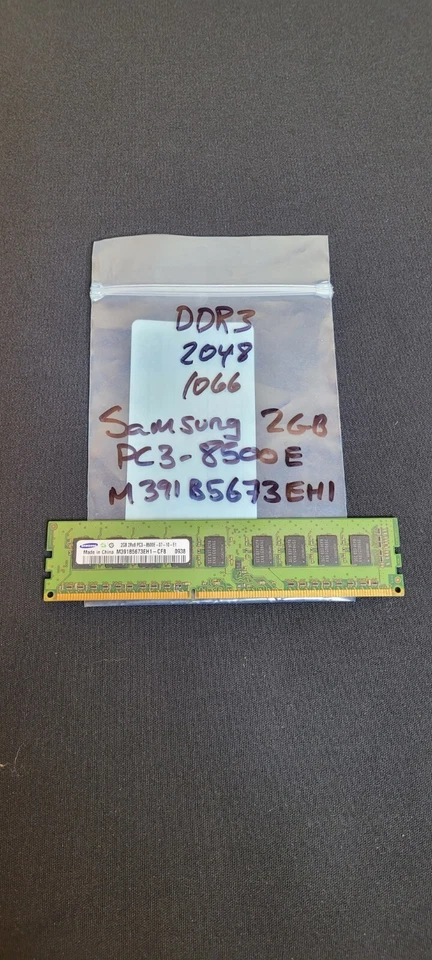 DDR3
2048
1066
Samsung 2GB
PC3-8500E
M391B5673EH1
SAMSUNG 2GB 2Rx8 PC3-8500E-07-10-E1
Made in China M391B5673EH1-CF8 0938